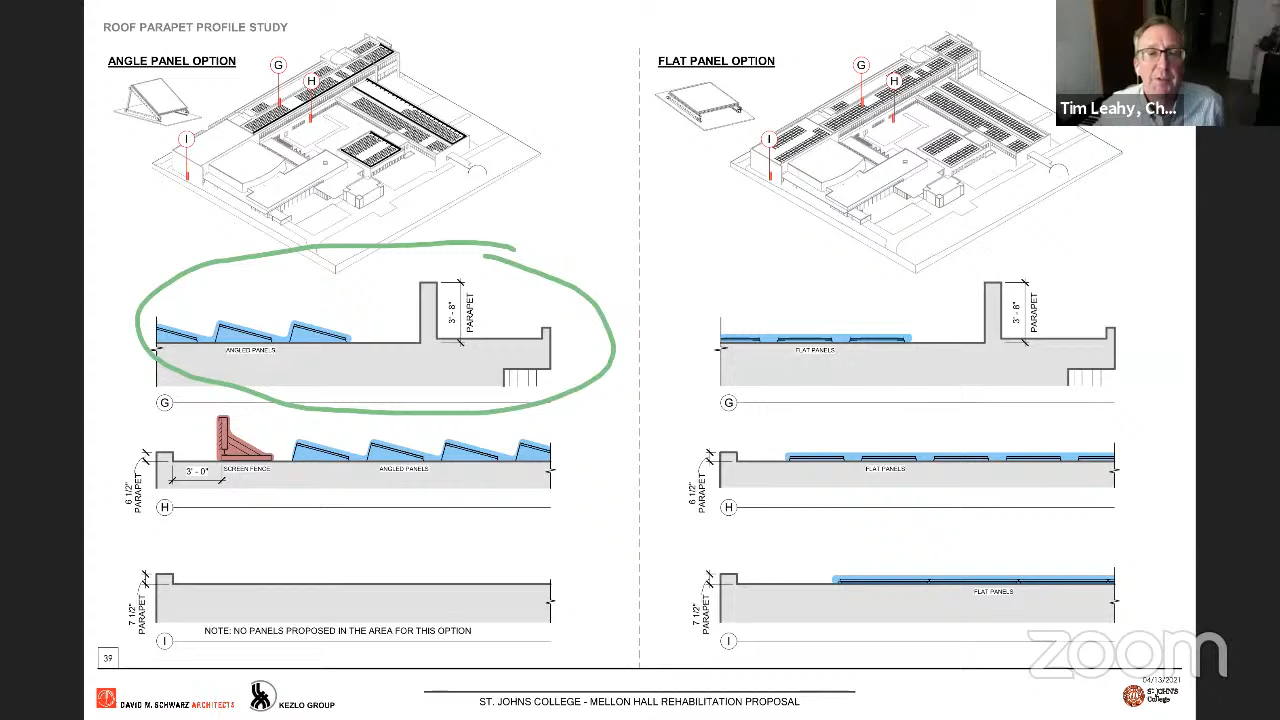 ROOF PARAPET PROFILE STUDY
ANGLE PANEL OPTION
G
H
I
FLAT PANEL OPTION
G
H
I
Tim Leahy, Ch...
3' - 8"
PARAPET
ANGLED PANELS
G
3' - 8"
PARAPET
FLAT PANELS
G
6 1/2"
PARAPET
3' - 0"
SCREEN FENCE
ANGLED PANELS
H
6 1/2"
PARAPET
FLAT PANELS
H
7 1/2"
PARAPET
NOTE: NO PANELS PROPOSED IN THE AREA FOR THIS OPTION
I
7 1/2"
PARAPET
FLAT PANELS
I
zoom
39
04/13/2021
DAVID M. SCHWARZ ARCHITECTS
KEZLO GROUP
ST. JOHNS COLLEGE - MELLON HALL REHABILITATION PROPOSAL
ST JOHN'S
College